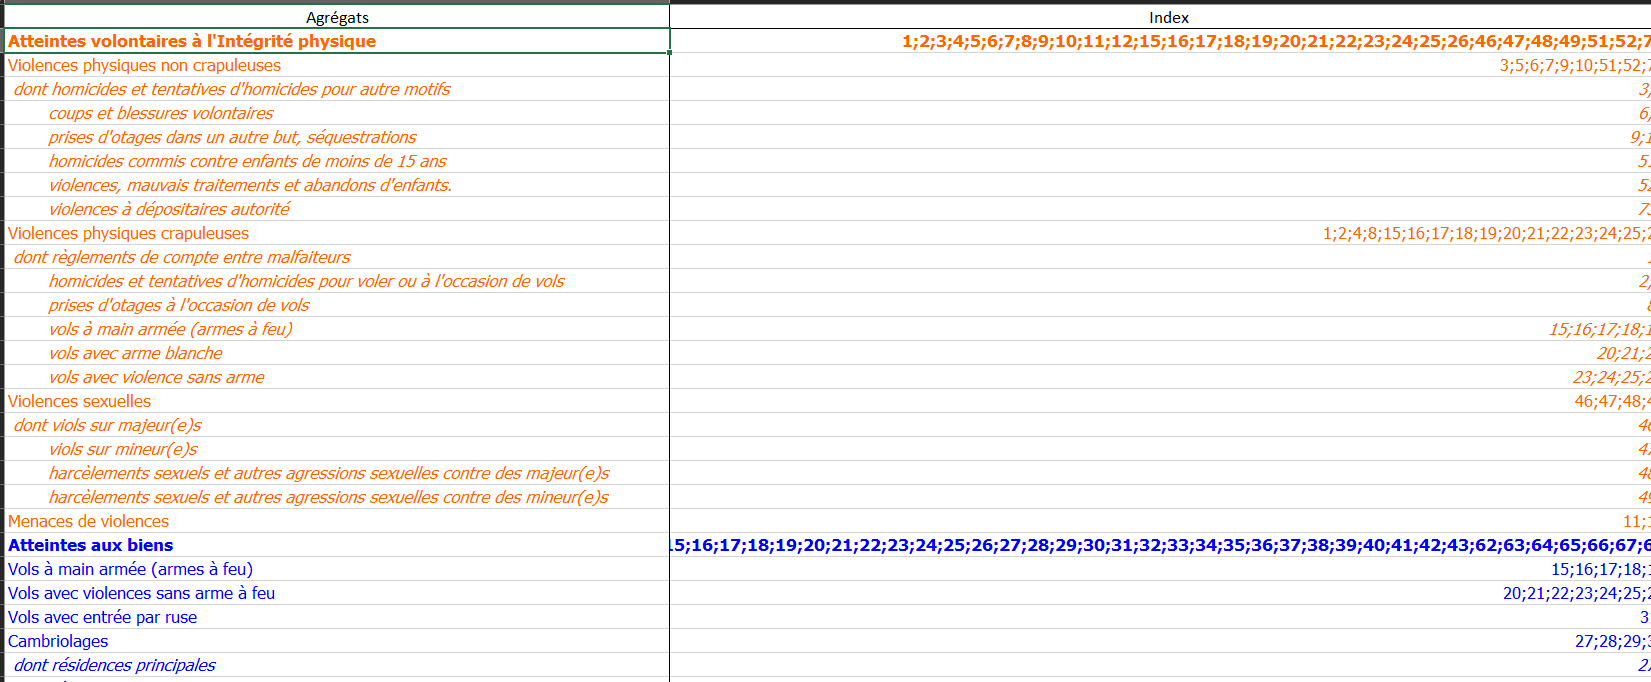 Agrégats Index
Atteintes volontaires à l'Intégrité physique 1;2;3;4;5;6;7;8;9;10;11;12;15;16;17;18;19;20;21;22;23;24;25;26;46;47;48;49;51;52;7
Violences physiques non crapuleuses 3;5;6;7;9;10;51;52;7
dont homicides et tentatives d'homicides pour autre motifs 3;
coups et blessures volontaires 6;
prises d'otages dans un autre but, séquestrations 9;1
homicides commis contre enfants de moins de 15 ans 51
violences, mauvais traitements et abandons d'enfants. 52
violences à dépositaires autorité 73
Violences physiques crapuleuses 1;2;4;8;15;16;17;18;19;20;21;22;23;24;25;2
dont règlements de compte entre malfaiteurs
homicides et tentatives d'homicides pour voler ou à l'occasion de vols 2;
prises d'otages à l'occasion de vols 8
vols à main armée (armes à feu) 15;16;17;18;1
vols avec arme blanche 20;21;2
vols avec violence sans arme 23;24;25;2
Violences sexuelles 46;47;48;4
dont viols sur majeur(e)s 46
viols sur mineur(e)s 47
harcèlements sexuels et autres agressions sexuelles contre des majeur(e)s 48
harcèlements sexuels et autres agressions sexuelles contre des mineur(e)s 49
Menaces de violences 11;1
Atteintes aux biens 15;16;17;18;19;20;21;22;23;24;25;26;27;28;29;30;31;32;33;34;35;36;37;38;39;40;41;42;43;62;63;64;65;66;67;6
Vols à main armée (armes à feu) 15;16;17;18;1
Vols avec violences sans arme à feu 20;21;22;23;24;25;2
Vols avec entrée par ruse 3
Cambriolages 27;28;29;3
dont résidences principales 27